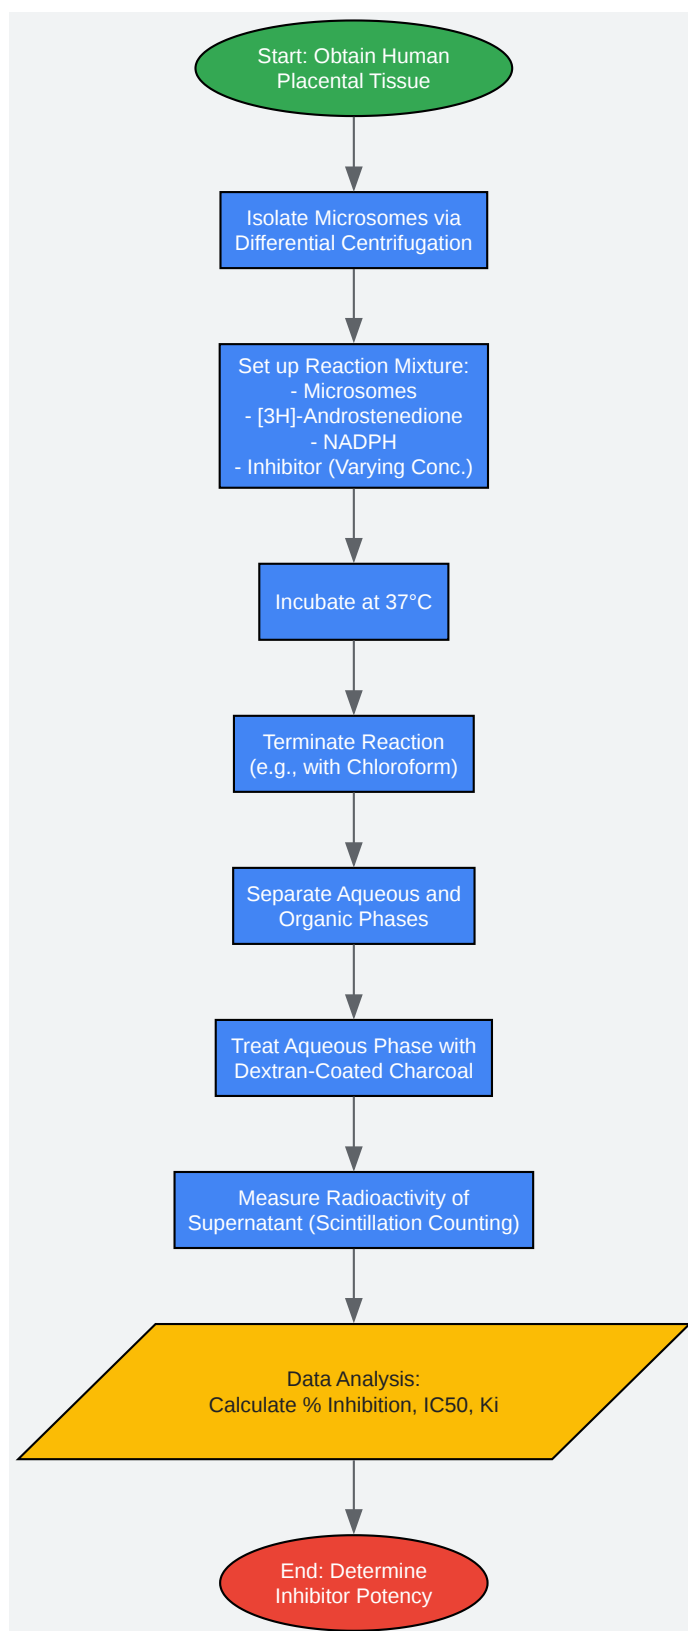 Start: Obtain Human
Placental Tissue
Isolate Microsomes via
Differential Centrifugation
Set up Reaction Mixture:
- Microsomes
- [3H]-Androstenedione
- NADPH
- Inhibitor (Varying Conc.)
Incubate at 37°C
Terminate Reaction
(e.g., with Chloroform)
Separate Aqueous and
Organic Phases
Treat Aqueous Phase with
Dextran-Coated Charcoal
Measure Radioactivity of
Supernatant (Scintillation Counting)
Data Analysis:
Calculate % Inhibition, IC50, Ki
End: Determine
Inhibitor Potency